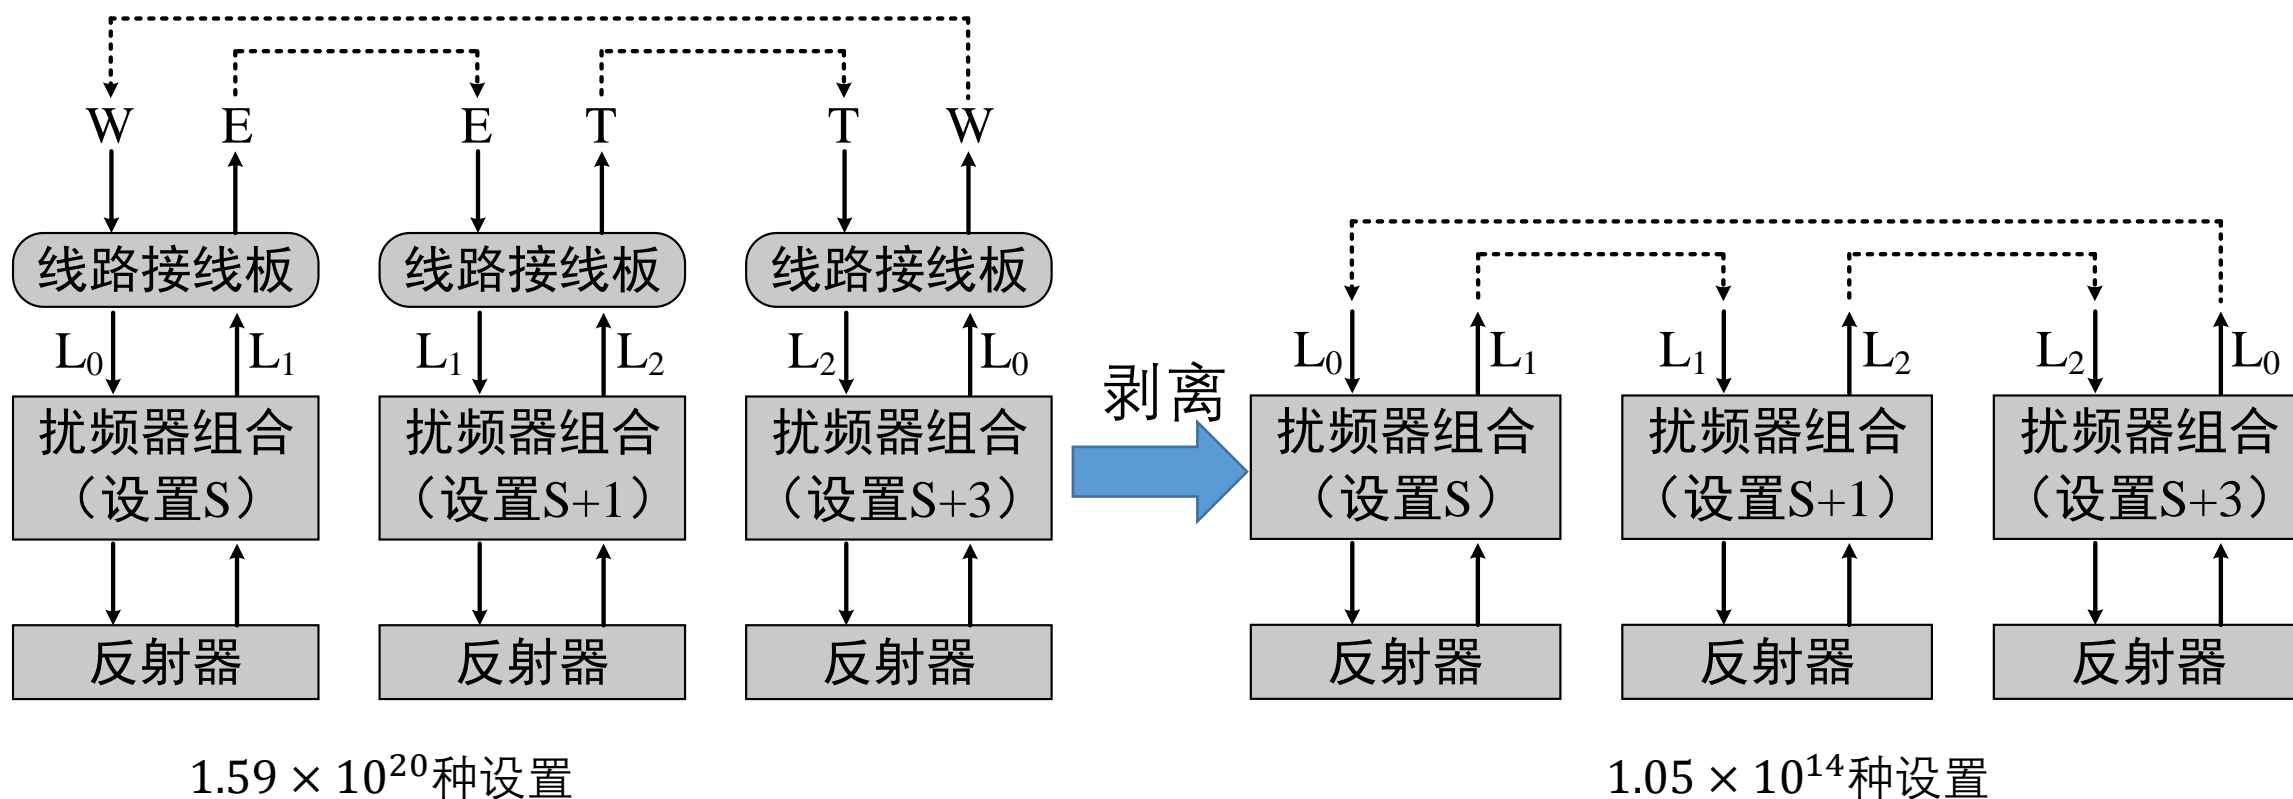 W E E T T W
线路接线板 线路接线板 线路接线板
L₀ L₁ L₁ L₂ L₂ L₀ L₀ L₁ L₁ L₂ L₂ L₀
剥离
扰频器组合 扰频器组合 扰频器组合 扰频器组合 扰频器组合 扰频器组合
（设置S） （设置S+1） （设置S+3） （设置S） （设置S+1） （设置S+3）
反射器 反射器 反射器 反射器 反射器 反射器
1.59 × 10²⁰种设置 1.05 × 10¹⁴种设置